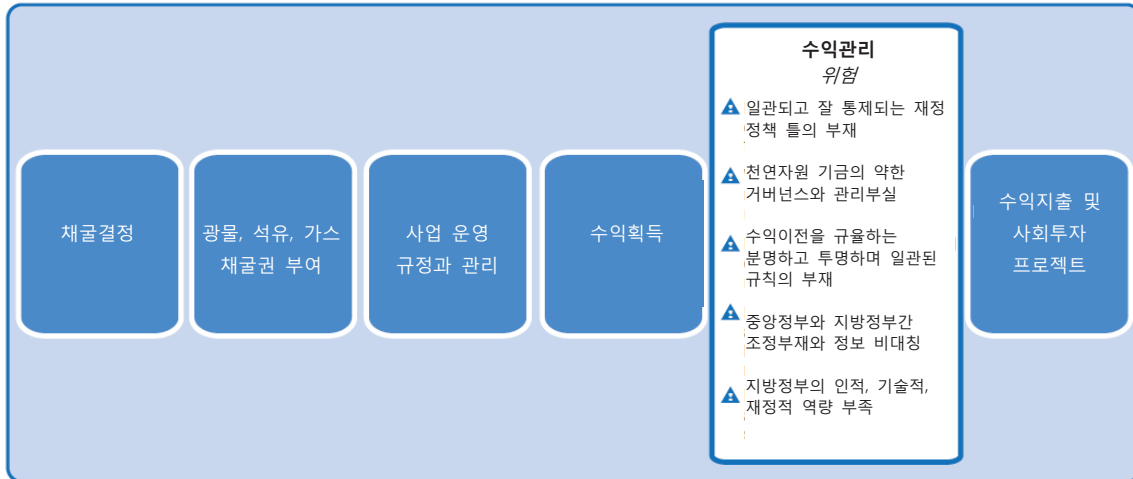 채굴결정
광물, 석유, 가스
채굴권 부여
사업 운영
규정과 관리
수익획득
수익관리
위험
일관되고 잘 통제되는 재정
정책 틀의 부재
천연자원 기금의 약한
거버넌스와 관리부실
수익이전을 규율하는
분명하고 투명하며 일관된
규칙의 부재
중앙정부와 지방정부간
조정부재와 정보 비대칭
지방정부의 인적, 기술적,
재정적 역량 부족
수익지출 및
사회투자
프로젝트